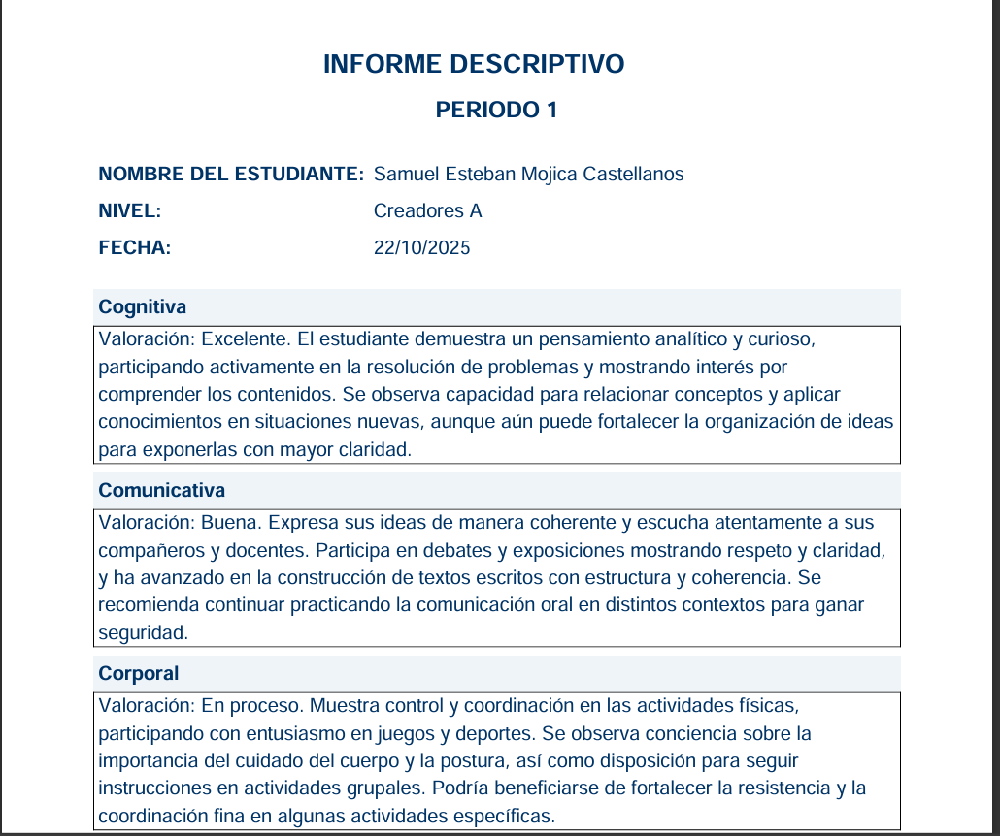 INFORME DESCRIPTIVO
PERIODO 1
NOMBRE DEL ESTUDIANTE: Samuel Esteban Mojica Castellanos
NIVEL: Creadores A
FECHA: 22/10/2025
Cognitiva
Valoración: Excelente. El estudiante demuestra un pensamiento analítico y curioso,
participando activamente en la resolución de problemas y mostrando interés por
comprender los contenidos. Se observa capacidad para relacionar conceptos y aplicar
conocimientos en situaciones nuevas, aunque aún puede fortalecer la organización de ideas
para exponerlas con mayor claridad.
Comunicativa
Valoración: Buena. Expresa sus ideas de manera coherente y escucha atentamente a sus
compañeros y docentes. Participa en debates y exposiciones mostrando respeto y claridad,
y ha avanzado en la construcción de textos escritos con estructura y coherencia. Se
recomienda continuar practicando la comunicación oral en distintos contextos para ganar
seguridad.
Corporal
Valoración: En proceso. Muestra control y coordinación en las actividades físicas,
participando con entusiasmo en juegos y deportes. Se observa conciencia sobre la
importancia del cuidado del cuerpo y la postura, así como disposición para seguir
instrucciones en actividades grupales. Podría beneficiarse de fortalecer la resistencia y la
coordinación fina en algunas actividades específicas.